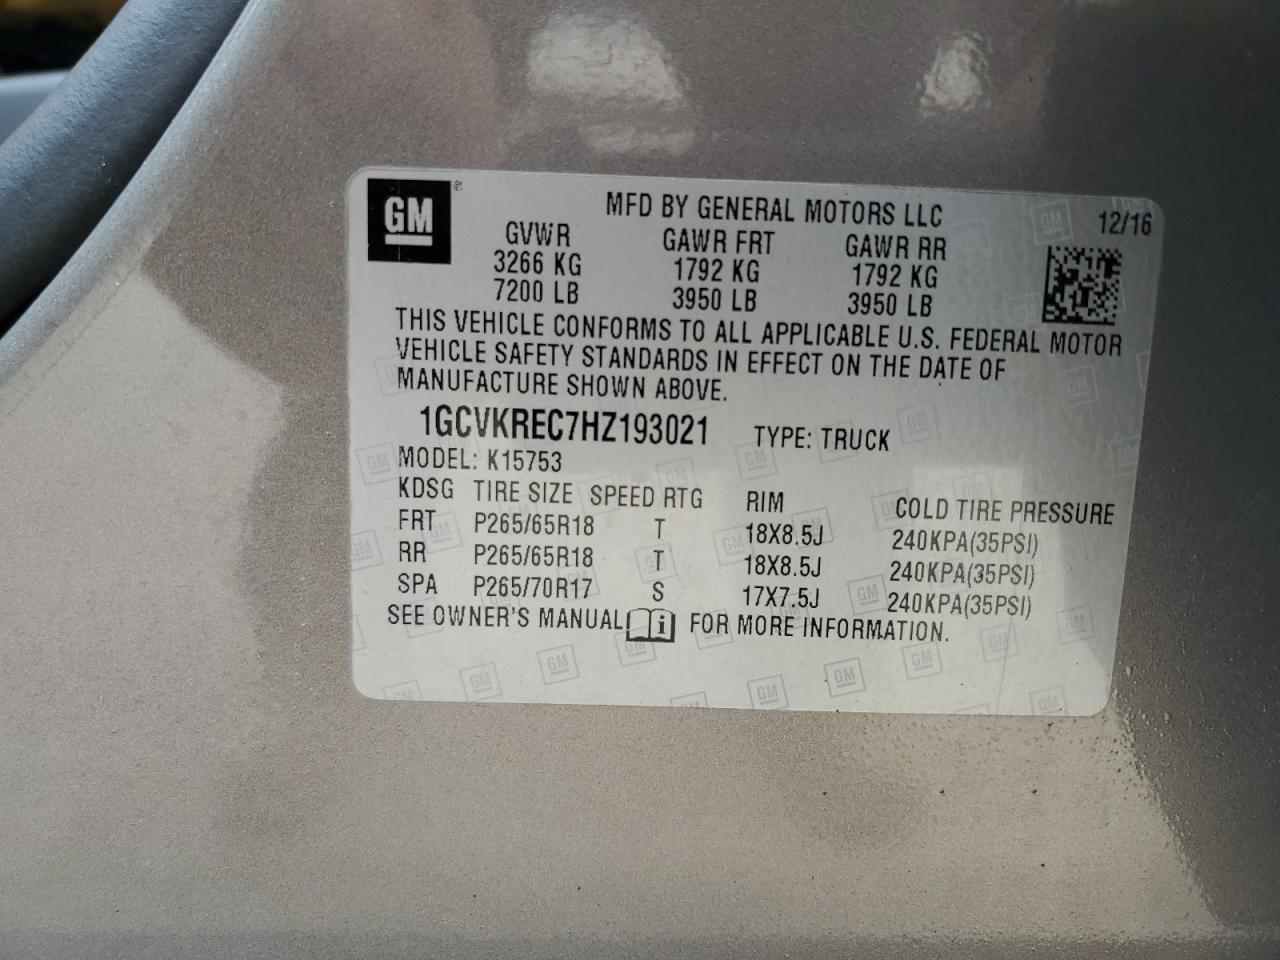 GM ® MFD BY GENERAL MOTORS LLC 12/16
GVWR GAWR FRT GAWR RR
3266 KG 1792 KG 1792 KG
7200 LB 3950 LB 3950 LB
THIS VEHICLE CONFORMS TO ALL APPLICABLE U.S. FEDERAL MOTOR
VEHICLE SAFETY STANDARDS IN EFFECT ON THE DATE OF
MANUFACTURE SHOWN ABOVE.
1GCVKREC7HZ193021 TYPE: TRUCK
MODEL: K15753
KDSG TIRE SIZE SPEED RTG RIM COLD TIRE PRESSURE
FRT P265/65R18 T 18X8.5J 240KPA(35PSI)
RR P265/65R18 T 18X8.5J 240KPA(35PSI)
SPA P265/70R17 S 17X7.5J 240KPA(35PSI)
SEE OWNER'S MANUAL i FOR MORE INFORMATION.